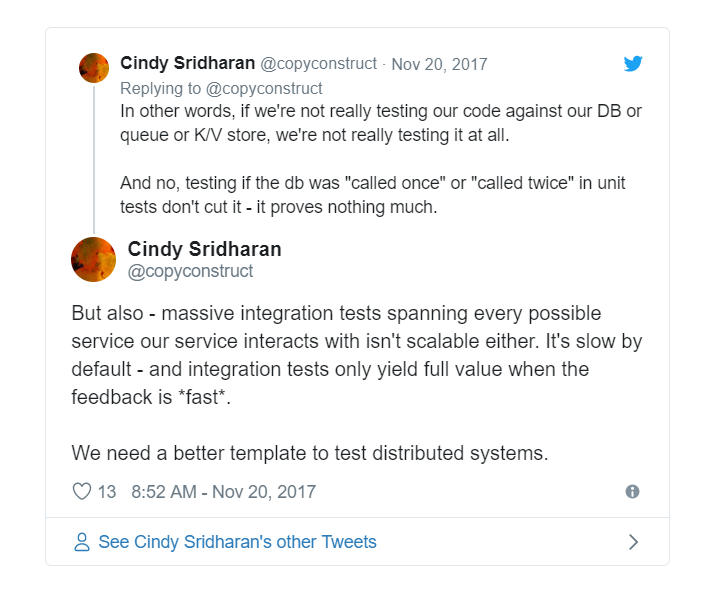 Cindy Sridharan @copyconstruct · Nov 20, 2017
Replying to @copyconstruct
In other words, if we're not really testing our code against our DB or
queue or K/V store, we're not really testing it at all.
And no, testing if the db was "called once" or "called twice" in unit
tests don't cut it - it proves nothing much.
Cindy Sridharan
@copyconstruct
But also - massive integration tests spanning every possible
service our service interacts with isn't scalable either. It's slow by
default - and integration tests only yield full value when the
feedback is *fast*.
We need a better template to test distributed systems.
13 8:52 AM - Nov 20, 2017
See Cindy Sridharan's other Tweets